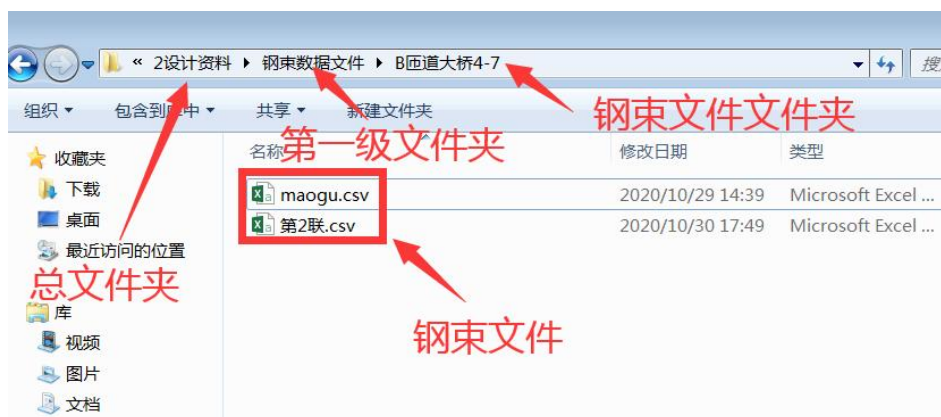 « 2设计资料 ▸ 钢束数据文件 ▸ B匝道大桥4-7
搜
组织 包含到库中 共享 新建文件夹
钢束文件文件夹
第一级文件夹
名称 修改日期 类型
收藏夹
下载
桌面
最近访问的位置
maogu.csv 2020/10/29 14:39 Microsoft Excel ...
第2联.csv 2020/10/30 17:49 Microsoft Excel ...
总文件夹
钢束文件
库
视频
图片
文档